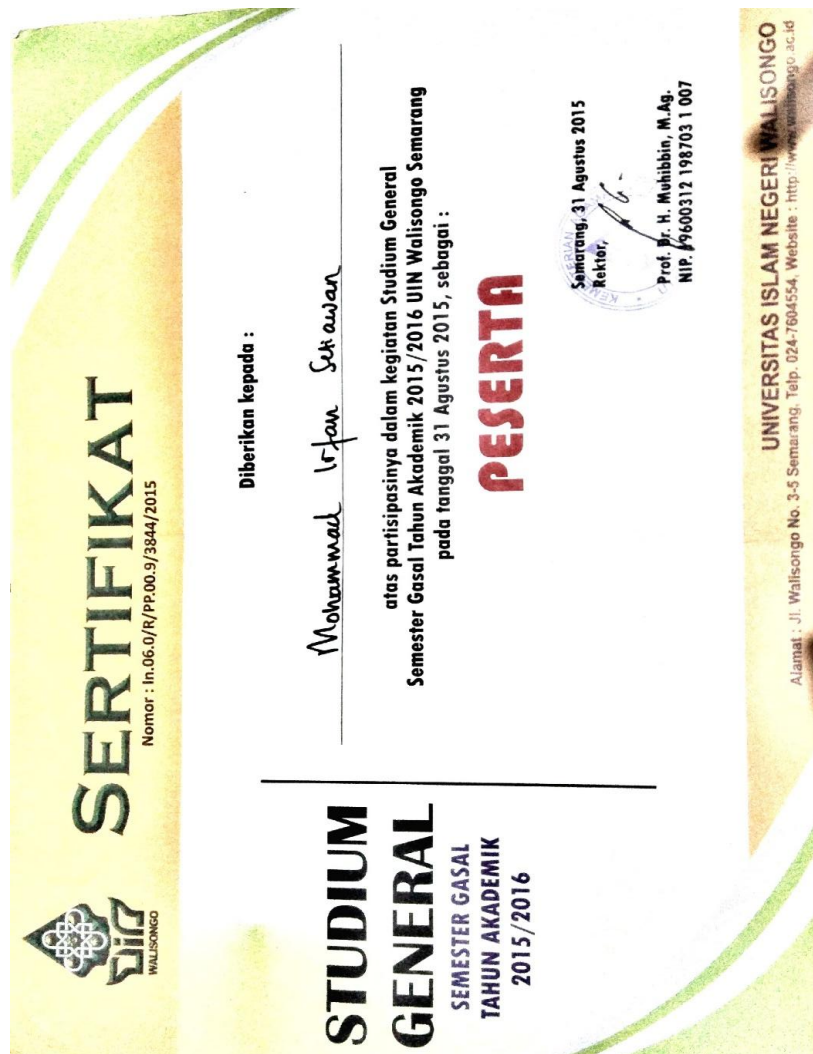 UIN
WALISONGO
SERTIFIKAT
Nomor : In.06.0/R/PP.00.9/3844/2015
STUDIUM
GENERAL
SEMESTER GASAL
TAHUN AKADEMIK
2015/2016
Diberikan kepada :
Mohammad Irfan Setiawan
atas partisipasinya dalam kegiatan Studium General
Semester Gasal Tahun Akademik 2015/2016 UIN Walisongo Semarang
pada tanggal 31 Agustus 2015, sebagai :
PESERTA
Semarang, 31 Agustus 2015
Rektor,
Prof. Dr. H. Muhibbin, M.Ag.
NIP. 19600312 198703 1 007
UNIVERSITAS ISLAM NEGERI WALISONGO
Alamat : Jl. Walisongo No. 3-5 Semarang, Telp. 024-7604554, Website : http://www.walisongo.ac.id